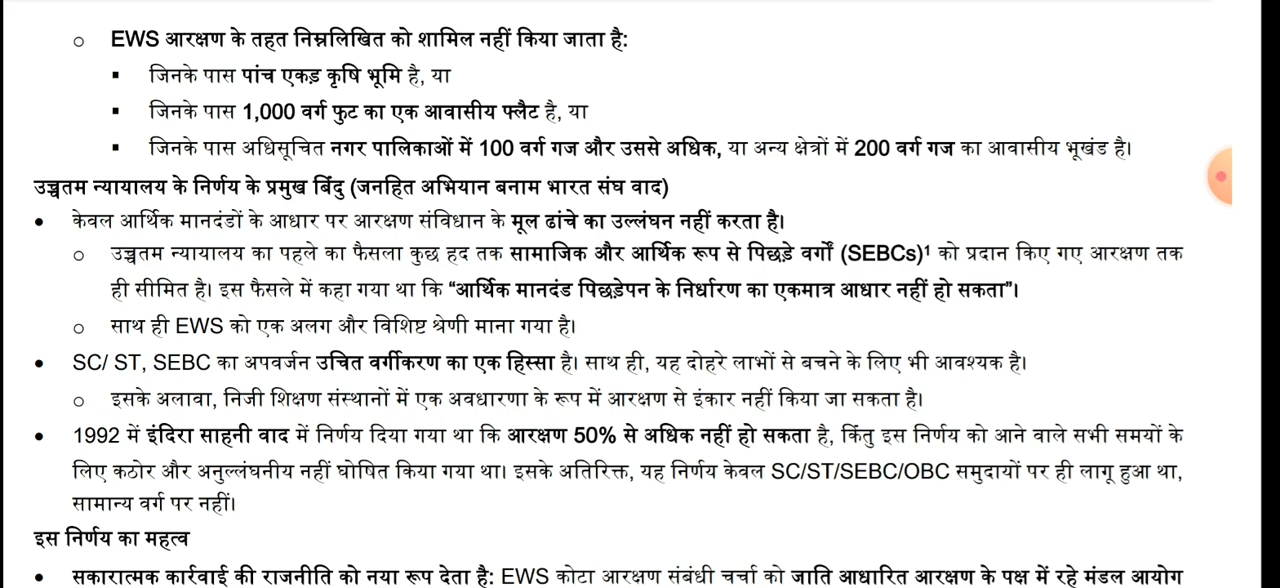 ○ EWS आरक्षण के तहत निम्नलिखित को शामिल नहीं किया जाता है:
▪ जिनके पास पांच एकड़ कृषि भूमि है, या
▪ जिनके पास 1,000 वर्ग फुट का एक आवासीय फ्लैट है, या
▪ जिनके पास अधिसूचित नगर पालिकाओं में 100 वर्ग गज और उससे अधिक, या अन्य क्षेत्रों में 200 वर्ग गज का आवासीय भूखंड है।
उच्चतम न्यायालय के निर्णय के प्रमुख बिंदु (जनहित अभियान बनाम भारत संघ वाद)
• केवल आर्थिक मानदंडों के आधार पर आरक्षण संविधान के मूल ढांचे का उल्लंघन नहीं करता है।
○ उच्चतम न्यायालय का पहले का फैसला कुछ हद तक सामाजिक और आर्थिक रूप से पिछड़े वर्गों (SEBCs)¹ को प्रदान किए गए आरक्षण तक
ही सीमित है। इस फैसले में कहा गया था कि “आर्थिक मानदंड पिछड़ेपन के निर्धारण का एकमात्र आधार नहीं हो सकता”।
○ साथ ही EWS को एक अलग और विशिष्ट श्रेणी माना गया है।
• SC/ ST, SEBC का अपवर्जन उचित वर्गीकरण का एक हिस्सा है। साथ ही, यह दोहरे लाभों से बचने के लिए भी आवश्यक है।
○ इसके अलावा, निजी शिक्षण संस्थानों में एक अवधारणा के रूप में आरक्षण से इंकार नहीं किया जा सकता है।
• 1992 में इंदिरा साहनी वाद में निर्णय दिया गया था कि आरक्षण 50% से अधिक नहीं हो सकता है, किंतु इस निर्णय को आने वाले सभी समयों के
लिए कठोर और अनुल्लंघनीय नहीं घोषित किया गया था। इसके अतिरिक्त, यह निर्णय केवल SC/ST/SEBC/OBC समुदायों पर ही लागू हुआ था,
सामान्य वर्ग पर नहीं।
इस निर्णय का महत्व
• सकारात्मक कार्रवाई की राजनीति को नया रूप देता है: EWS कोटा आरक्षण संबंधी चर्चा को जाति आधारित आरक्षण के पक्ष में रहे मंडल आयोग